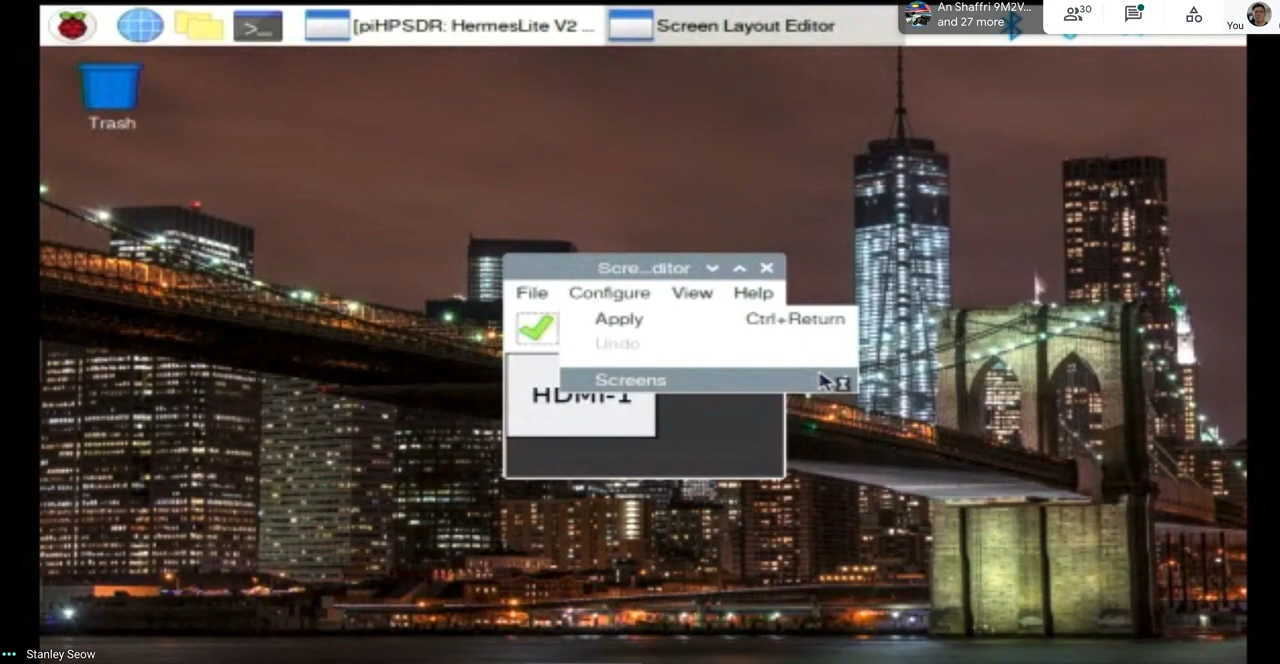 [piHPSDR: HermesLite V2 ...
Screen Layout Editor
An Shaffri 9M2V...
and 27 more
30
You
Trash
Scre...ditor
File Configure View Help
Apply Ctrl+Return
Undo
Screens
HDMI-1
Stanley Seow